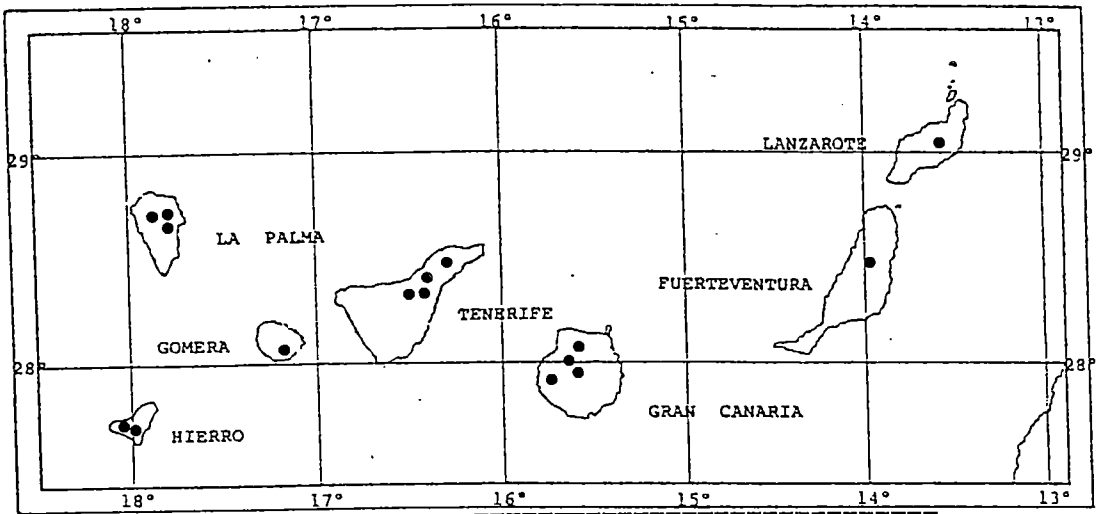 18° 17° 16° 15° 14° 13°
LANZAROTE
29° 29°
LA PALMA
FUERTEVENTURA
TENERIFE
GOMERA
28° 28°
GRAN CANARIA
HIERRO
18° 17° 16° 15° 14° 13°